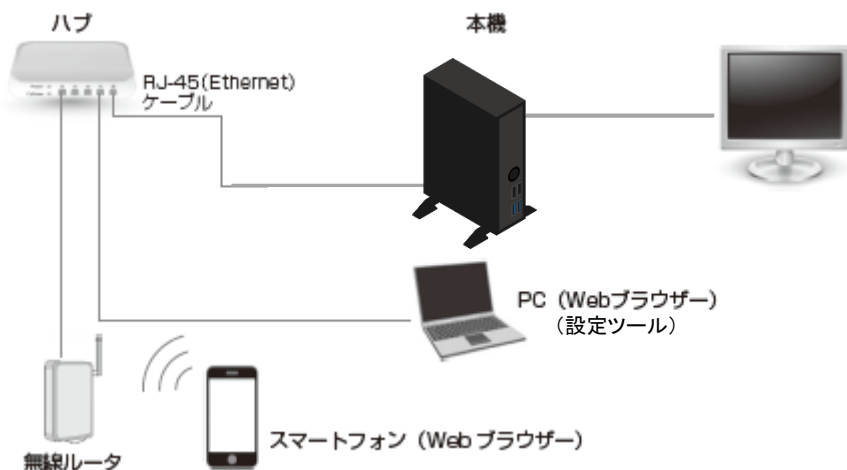 ハブ
本機
RJ-45(Ethernet)
ケーブル
PC（Webブラウザー）
（設定ツール）
スマートフォン（Web ブラウザー）
無線ルータ